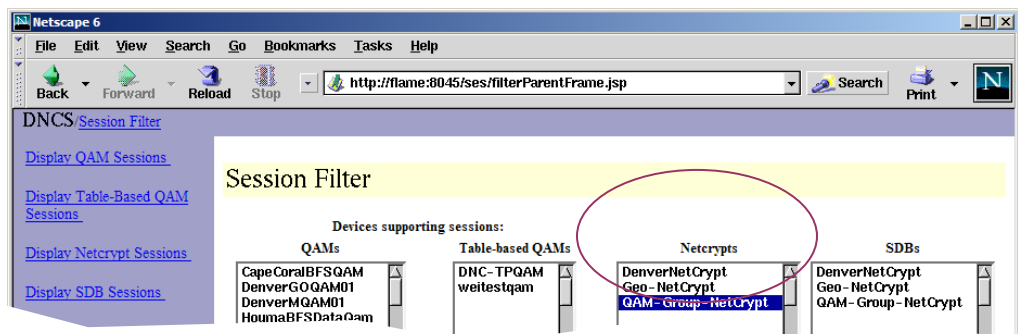 Netscape 6
File Edit View Search Go Bookmarks Tasks Help
Back Forward Reload Stop http://flame:8045/ses/filterParentFrame.jsp Search Print N
DNCS/Session Filter
Display QAM Sessions
Display Table-Based QAM
Sessions
Display Netcrypt Sessions
Display SDB Sessions
Session Filter
Devices supporting sessions:
QAMs
CapeCoralBFSQAM
DenverGOQAM01
DenverMQAM01
HoumaBFSDataQam
Table-based QAMs
DNC-TPQAM
weitestqam
Netcrypts
DenverNetCrypt
Geo-NetCrypt
QAM-Group-NetCrypt
SDBs
DenverNetCrypt
Geo-NetCrypt
QAM-Group-NetCrypt